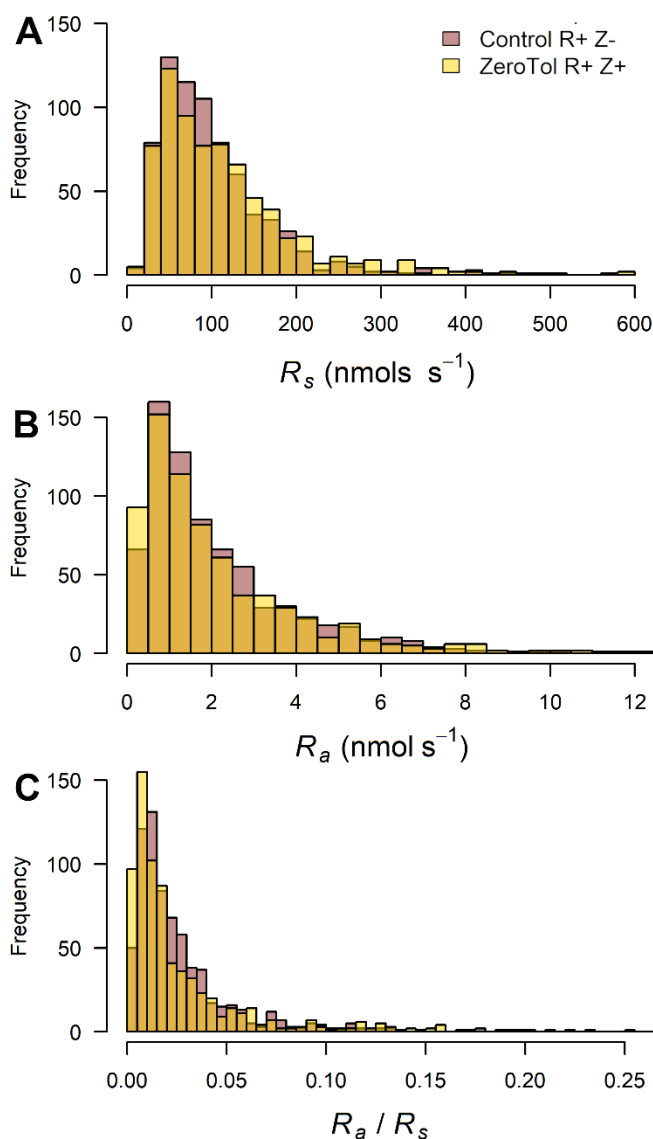 A
Control R+ Z-
ZeroTol R+ Z+
Frequency
150
100
50
0
0 100 200 300 400 500 600
Rs (nmols s⁻¹)
B
Frequency
150
100
50
0
0 2 4 6 8 10 12
Ra (nmol s⁻¹)
C
Frequency
150
100
50
0
0.00 0.05 0.10 0.15 0.20 0.25
Ra / Rs